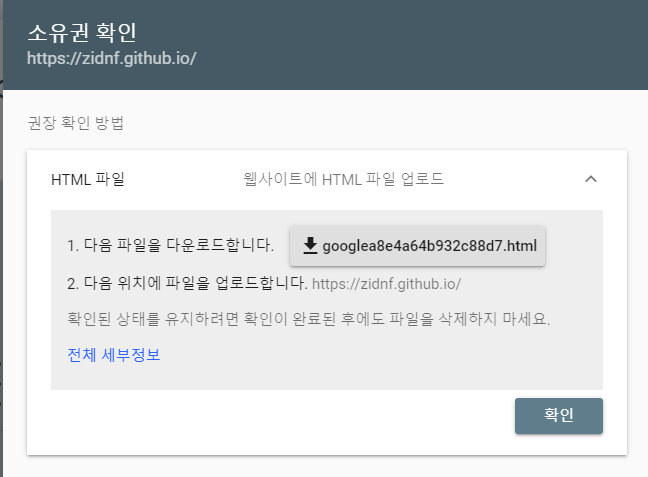 소유권 확인
https://zidnf.github.io/
권장 확인 방법
HTML 파일 웹사이트에 HTML 파일 업로드
1. 다음 파일을 다운로드합니다. googlea8e4a64b932c88d7.html
2. 다음 위치에 파일을 업로드합니다. https://zidnf.github.io/
확인된 상태를 유지하려면 확인이 완료된 후에도 파일을 삭제하지 마세요.
전체 세부정보
확인